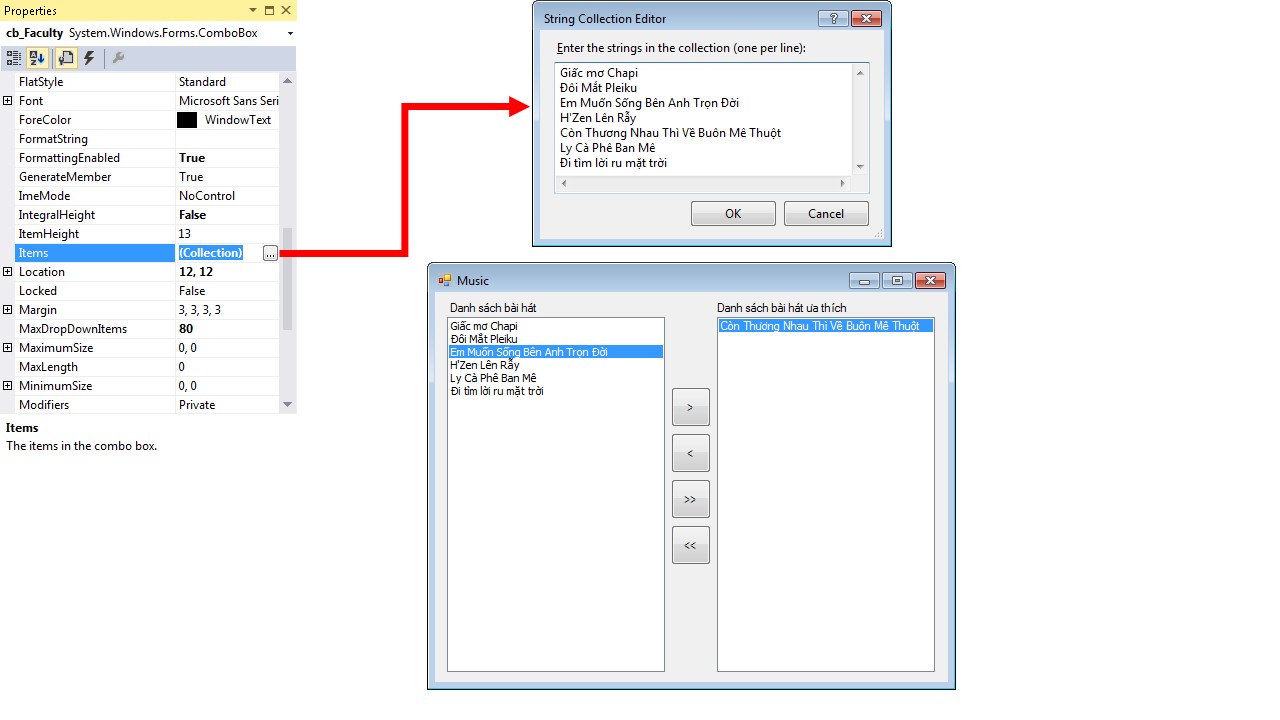 Properties
cb_Faculty System.Windows.Forms.ComboBox
FlatStyle Standard
Font Microsoft Sans Seri
ForeColor WindowText
FormatString
FormattingEnabled True
GenerateMember True
ImeMode NoControl
IntegralHeight False
ItemHeight 13
Items (Collection) ...
Location 12, 12
Locked False
Margin 3, 3, 3, 3
MaxDropDownItems 80
MaximumSize 0, 0
MaxLength 0
MinimumSize 0, 0
Modifiers Private
Items
The items in the combo box.
String Collection Editor
Enter the strings in the collection (one per line):
Giấc mơ Chapi
Đôi Mắt Pleiku
Em Muốn Sống Bên Anh Trọn Đời
H'Zen Lên Rẫy
Còn Thương Nhau Thì Về Buôn Mê Thuột
Ly Cà Phê Ban Mê
Đi tìm lời ru mặt trời
OK Cancel
Music
Danh sách bài hát
Giấc mơ Chapi
Đôi Mắt Pleiku
Em Muốn Sống Bên Anh Trọn Đời
H'Zen Lên Rẫy
Ly Cà Phê Ban Mê
Đi tìm lời ru mặt trời
>
<
>>
<<
Danh sách bài hát ưa thích
Còn Thương Nhau Thì Về Buôn Mê Thuột